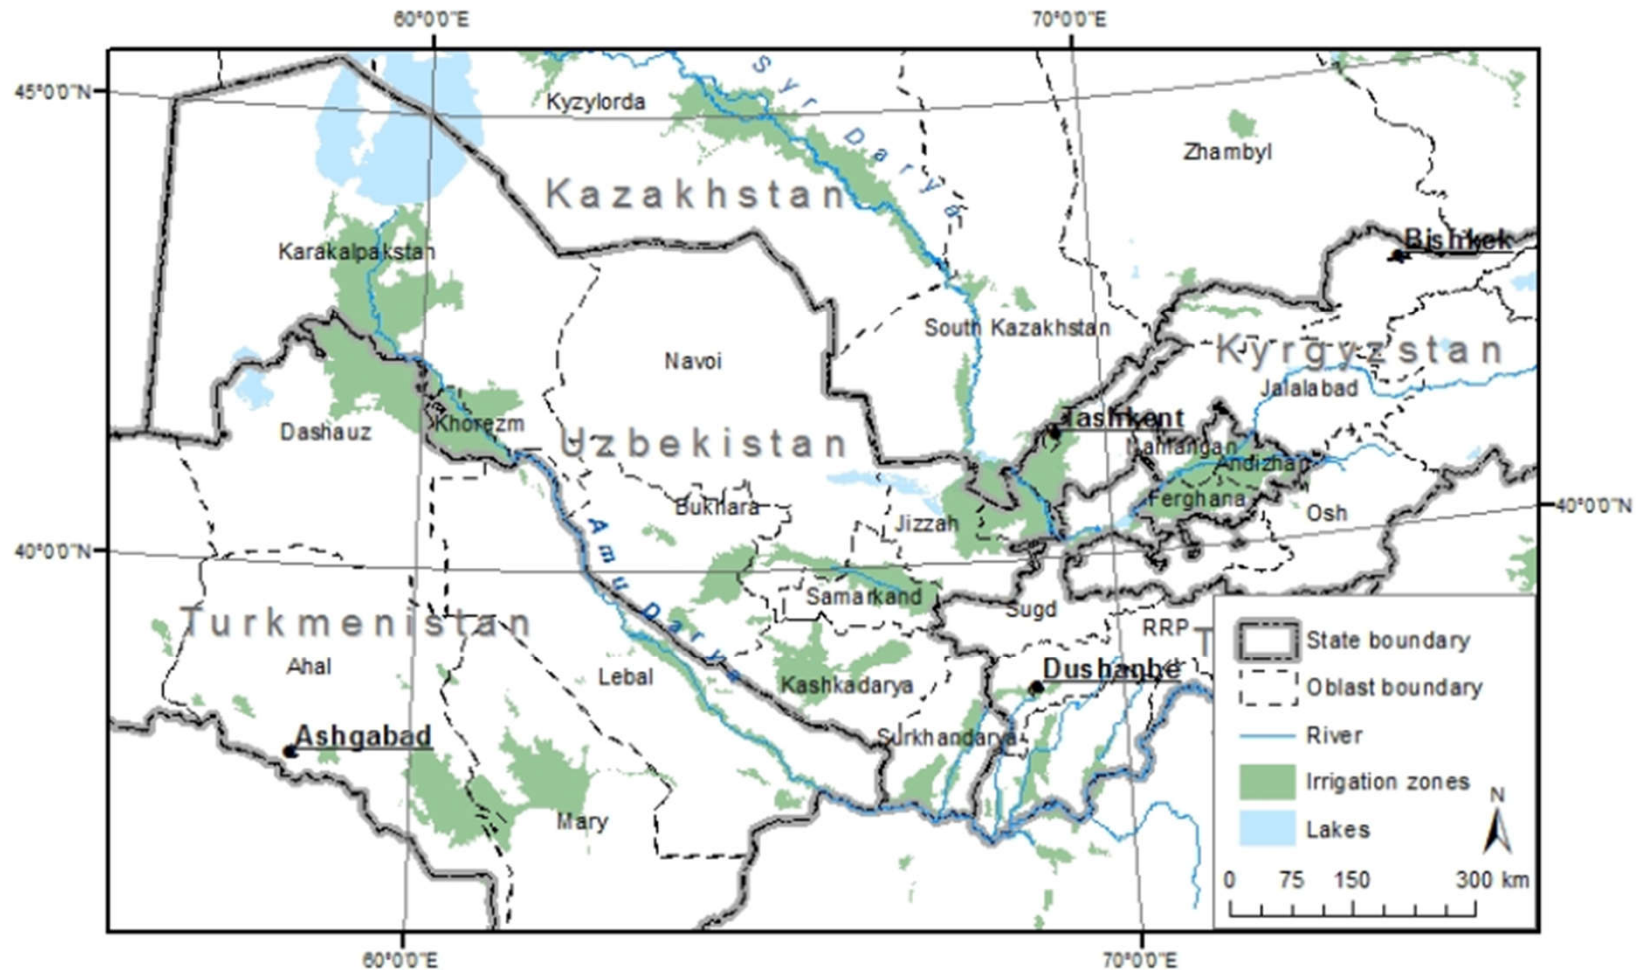 60°0'0"E
70°0'0"E
45°0'0"N
Kyzylorda
Syr Darya
Zhambyl
Kazakhstan
Bishkek
Karakalpakstan
South Kazakhstan
Navoi
Kyrgyzstan
Jalalabad
Tashkent
Dashauz
Khorezm
Uzbekistan
Namangan
Andizhan
Ferghana
Bukhara
Jizzah
Osh
40°0'0"N
40°0'0"N
Amu Darya
Samarkand
Sugd
RRP
T
Turkmenistan
Ahal
Lebal
Kashkadarya
Dushanbe
Surkhandarya
Ashgabad
Mary
State boundary
Oblast boundary
River
Irrigation zones
Lakes
N
0 75 150 300 km
60°0'0"E
70°0'0"E